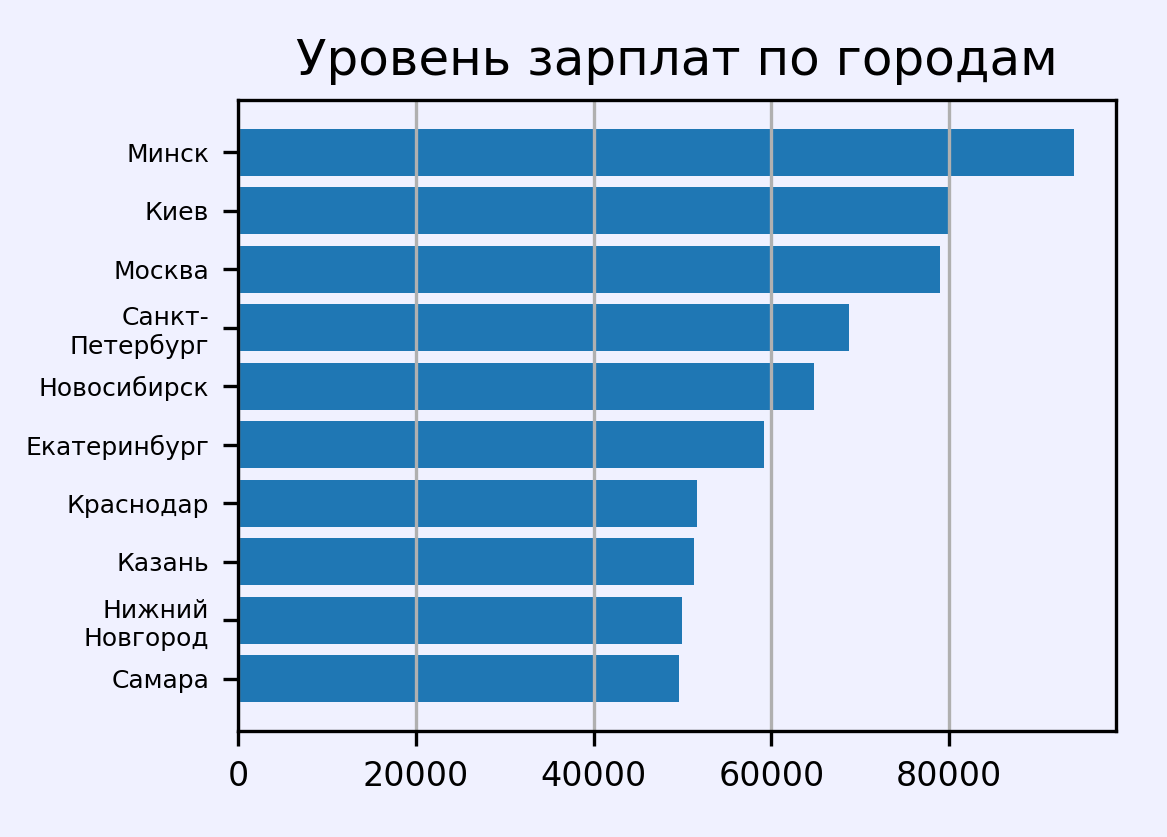 Уровень зарплат по городам
Минск
Киев
Москва
Санкт-
Петербург
Новосибирск
Екатеринбург
Краснодар
Казань
Нижний
Новгород
Самара
0 20000 40000 60000 80000